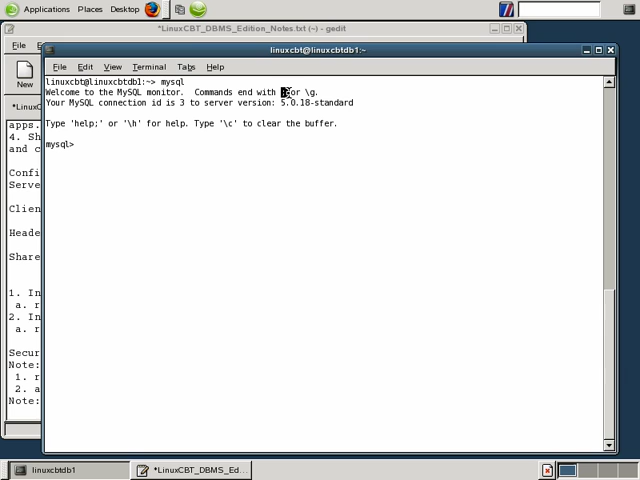 Applications Places Desktop
*LinuxCBT_DBMS_Edition_Notes.txt (~) - gedit
File
linuxcbt@linuxcbtdb1:~
File Edit View Terminal Tabs Help
New
*LinuxC
linuxcbt@linuxcbtdb1:~> mysql
Welcome to the MySQL monitor.  Commands end with ; or \g.
Your MySQL connection id is 3 to server version: 5.0.18-standard
Type 'help;' or '\h' for help. Type '\c' to clear the buffer.
mysql>
apps.
4. Sh
and c
Confi
Serve
Clien
Heade
Share
1. In
a. r
2. In
a. r
Secur
Note:
1. r
2. a
Note:
linuxcbtdb1
*LinuxCBT_DBMS_Ed...